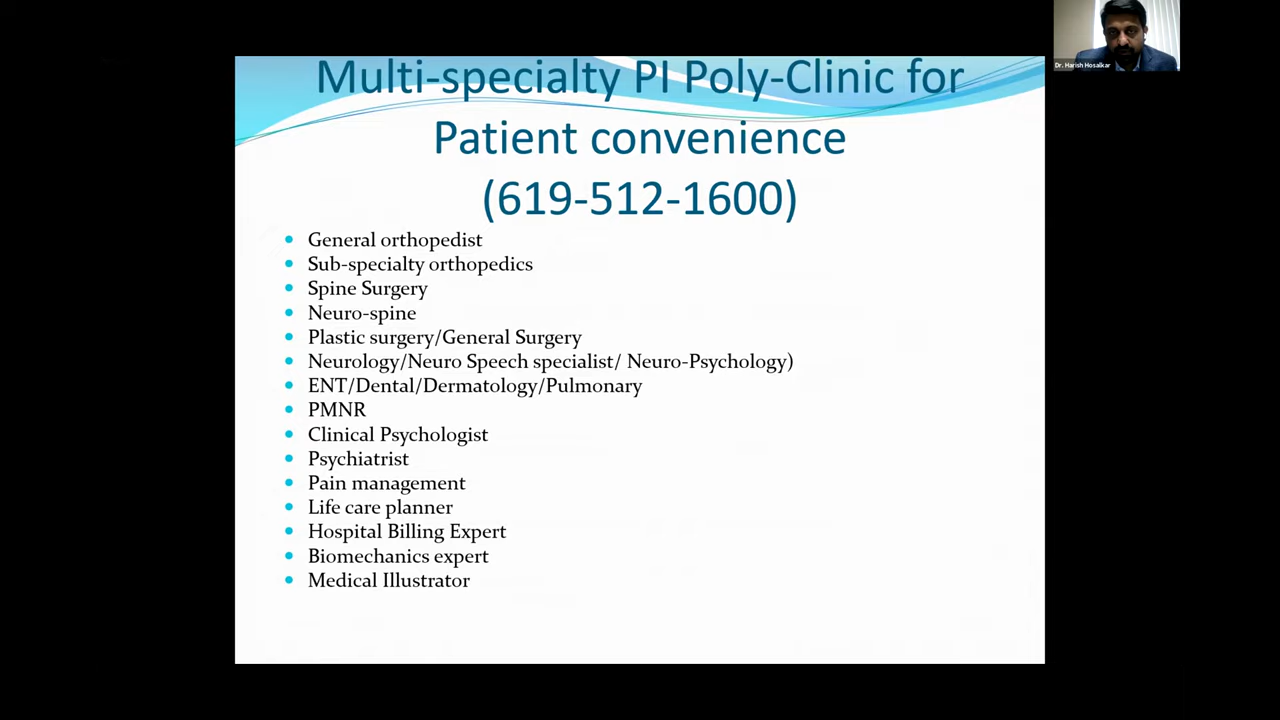 Multi-specialty PI Poly-Clinic for
Patient convenience
(619-512-1600)
General orthopedist
Sub-specialty orthopedics
Spine Surgery
Neuro-spine
Plastic surgery/General Surgery
Neurology/Neuro Speech specialist/ Neuro-Psychology)
ENT/Dental/Dermatology/Pulmonary
PMNR
Clinical Psychologist
Psychiatrist
Pain management
Life care planner
Hospital Billing Expert
Biomechanics expert
Medical Illustrator
Dr. Harish Hosalkar